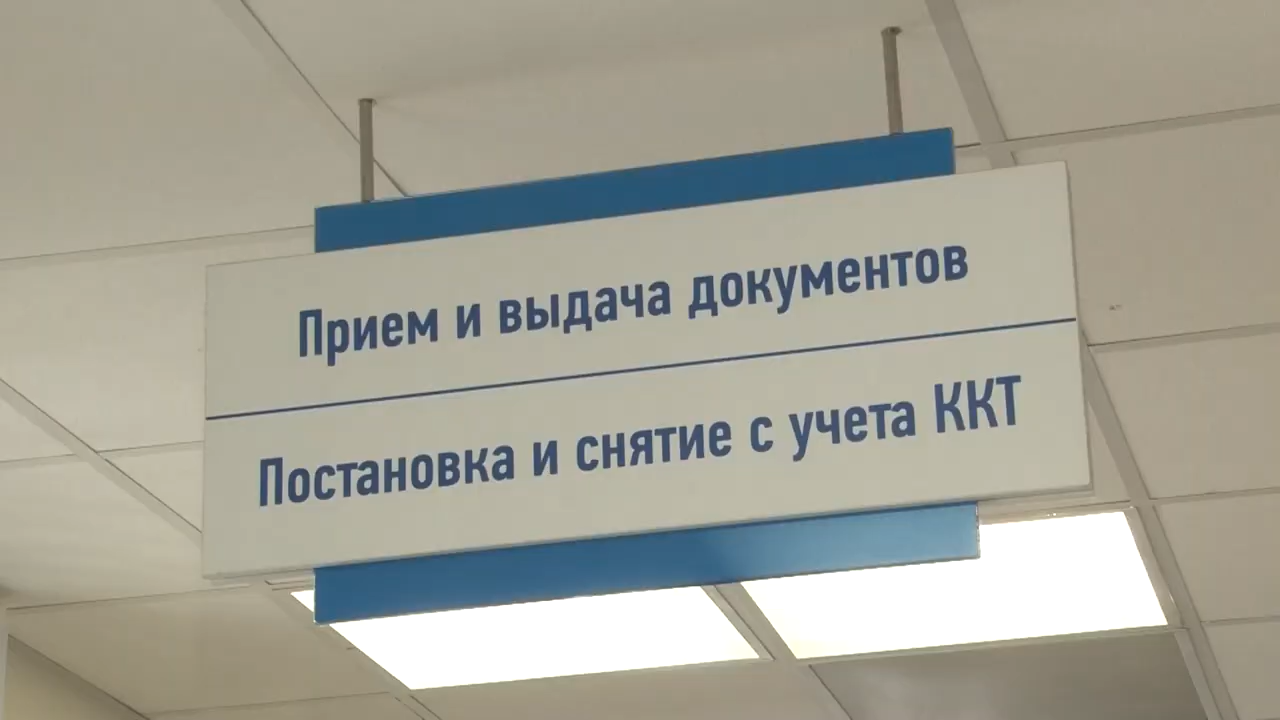 Прием и выдача документов
Постановка и снятие с учета ККТ